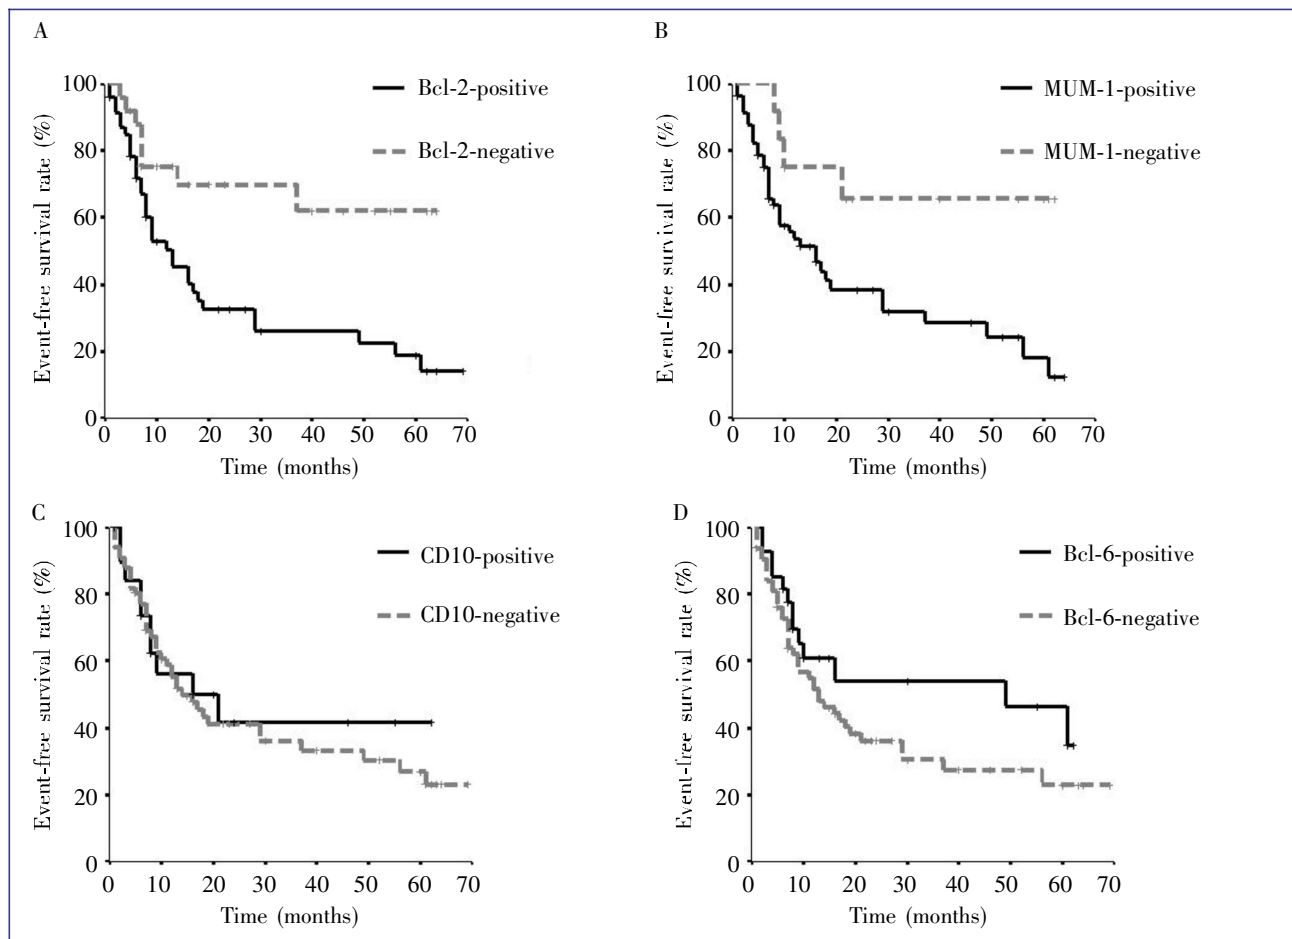 A
Event-free survival rate (%)
100
80
60
40
20
0
Bcl-2-positive
Bcl-2-negative
0 10 20 30 40 50 60 70
Time (months)
B
Event-free survival rate (%)
100
80
60
40
20
0
MUM-1-positive
MUM-1-negative
0 10 20 30 40 50 60 70
Time (months)
C
Event-free survival rate (%)
100
80
60
40
20
0
CD10-positive
CD10-negative
0 10 20 30 40 50 60 70
Time (months)
D
Event-free survival rate (%)
100
80
60
40
20
0
Bcl-6-positive
Bcl-6-negative
0 10 20 30 40 50 60 70
Time (months)